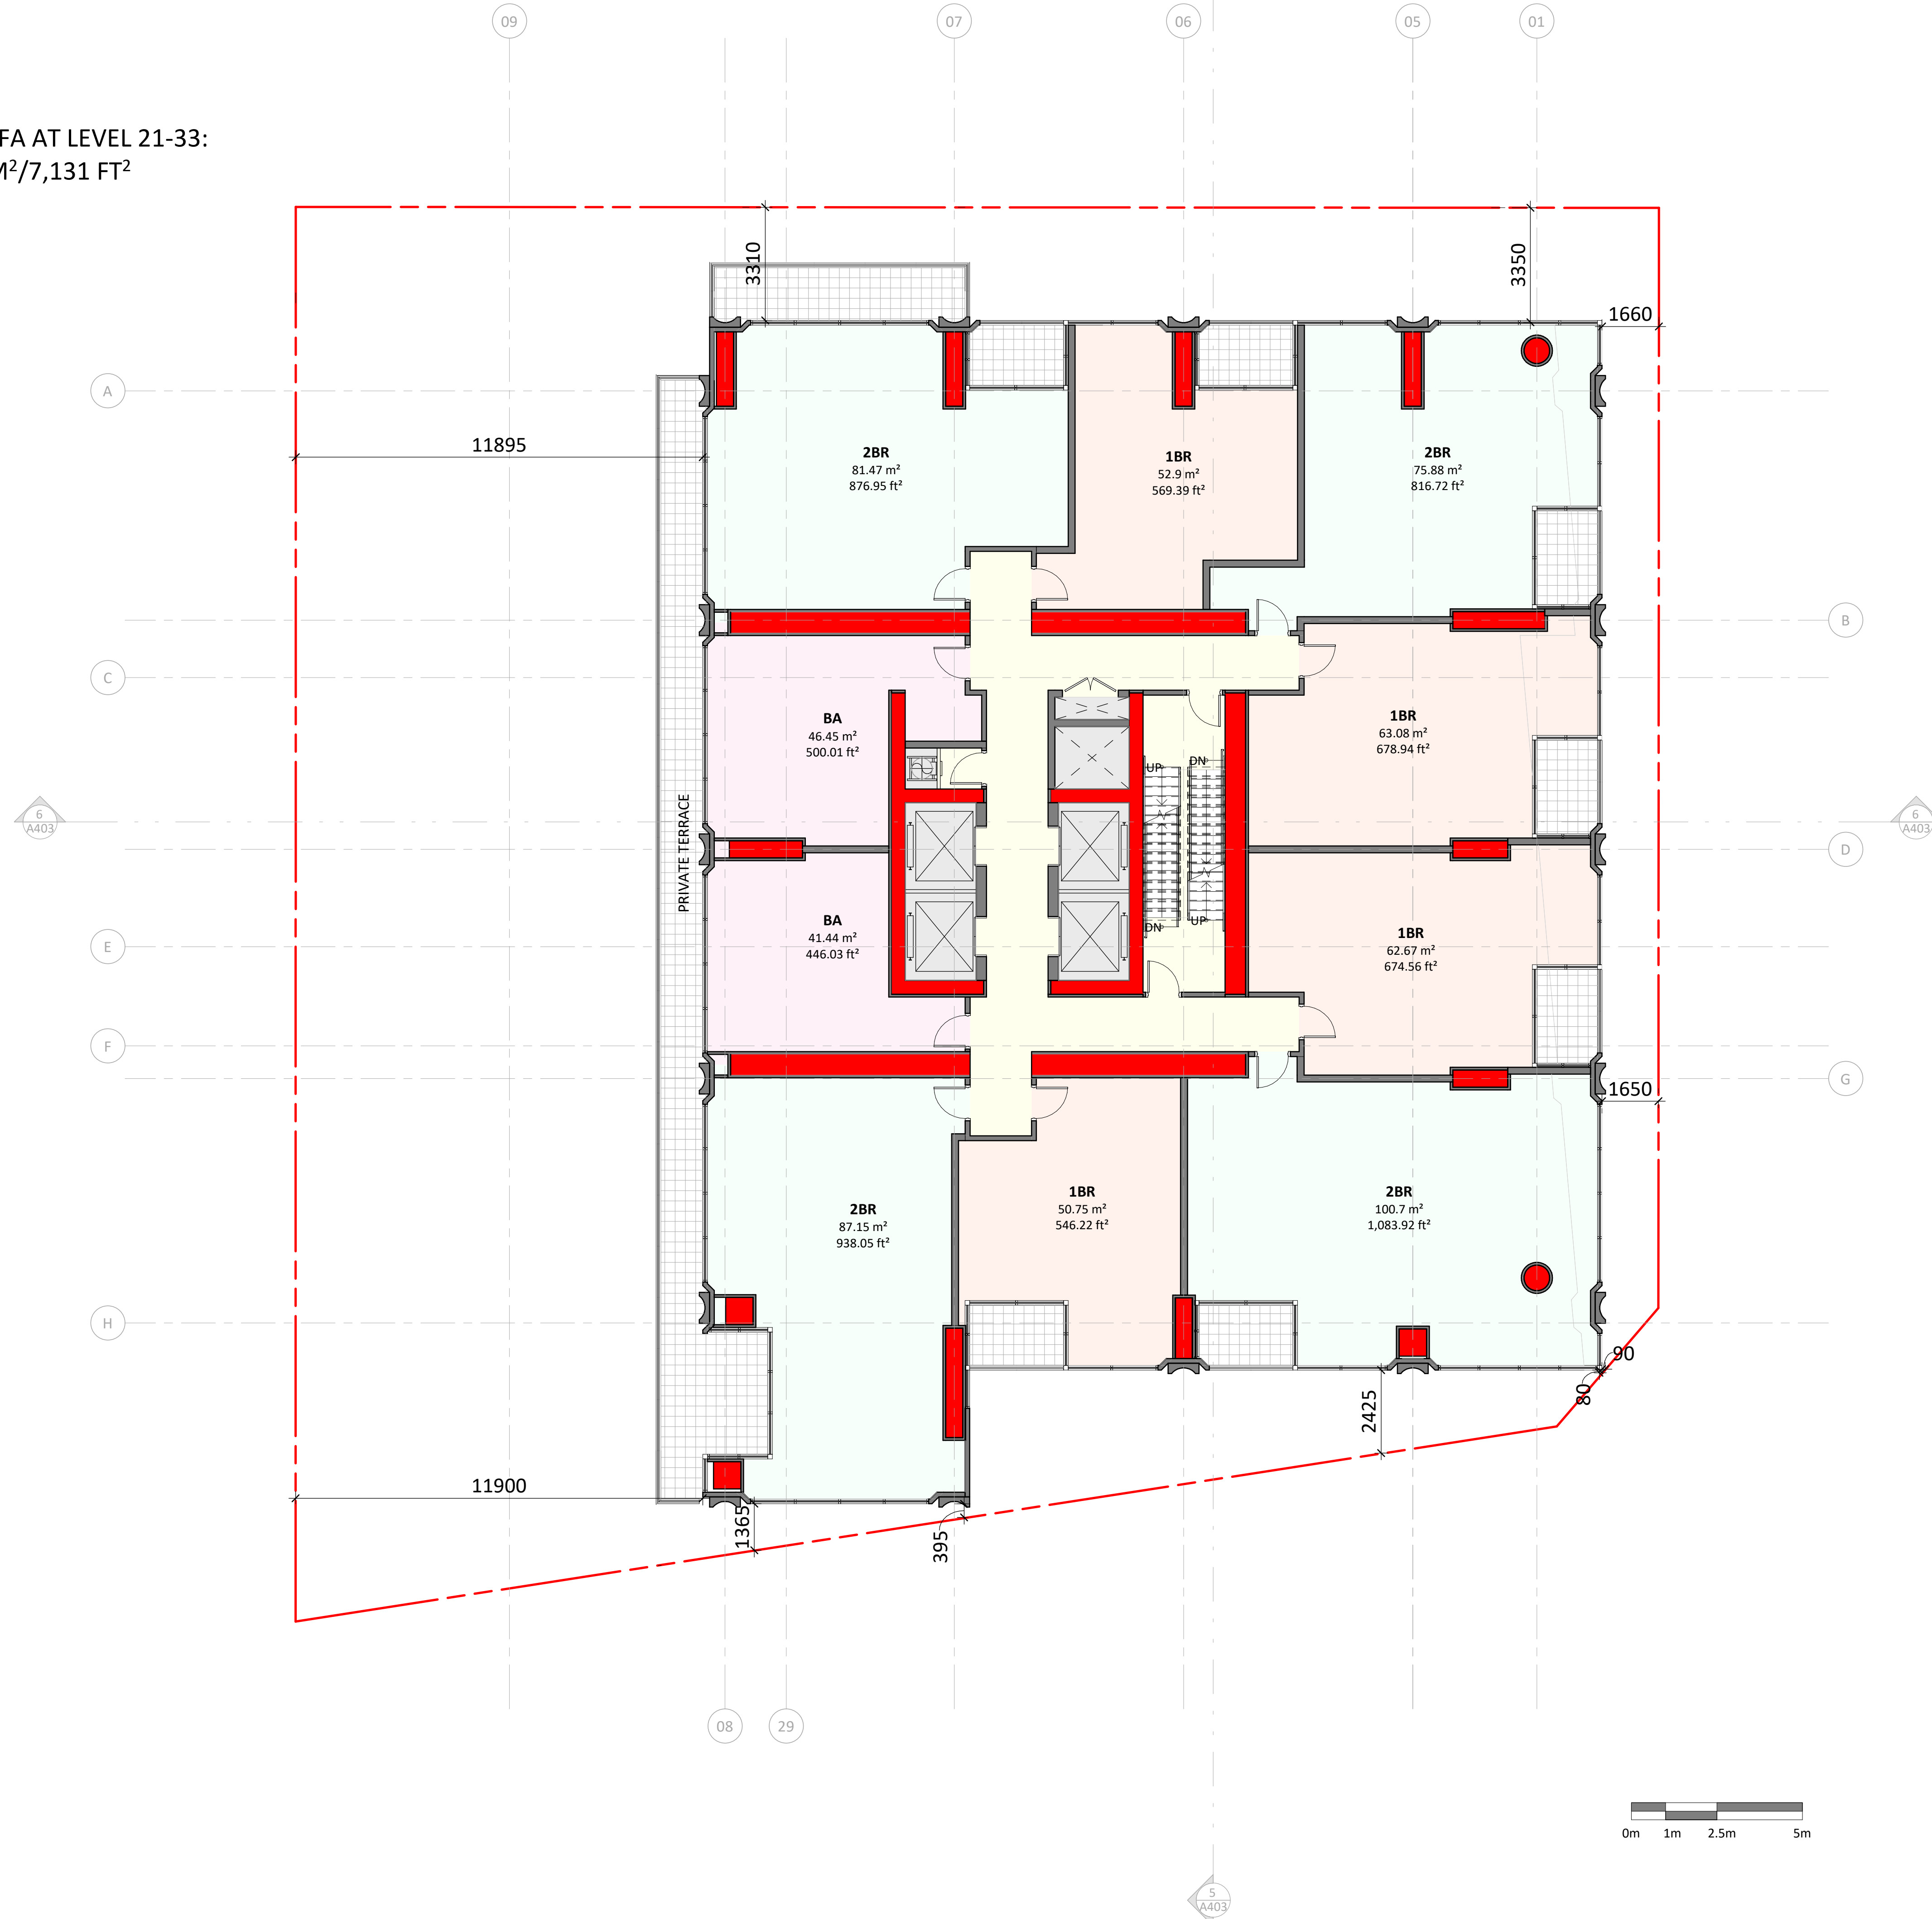 09
07
06
05
01
FA AT LEVEL 21-33:
M²/7,131 FT²
3310
3350
1660
A
11895
2BR
81.47 m²
876.95 ft²
1BR
52.9 m²
569.39 ft²
2BR
75.88 m²
816.72 ft²
B
C
BA
46.45 m²
500.01 ft²
1BR
63.08 m²
678.94 ft²
UP
DN
PRIVATE TERRACE
6
A403
6
A403
D
BA
41.44 m²
446.03 ft²
DN
UP
1BR
62.67 m²
674.56 ft²
E
F
G
1650
2BR
87.15 m²
938.05 ft²
1BR
50.75 m²
546.22 ft²
2BR
100.7 m²
1,083.92 ft²
H
90
80
2425
11900
1365
395
08
29
0m
1m
2.5m
5m
5
A403